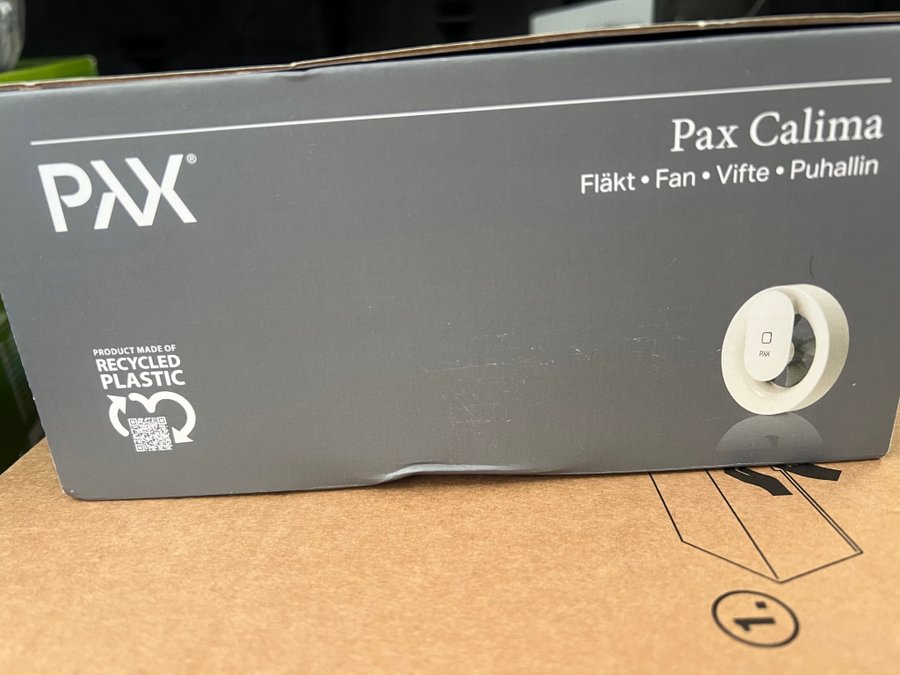 PAX®
Pax Calima
Fläkt • Fan • Vifte • Puhallin
PRODUCT MADE OF
RECYCLED
PLASTIC
PAX
1.